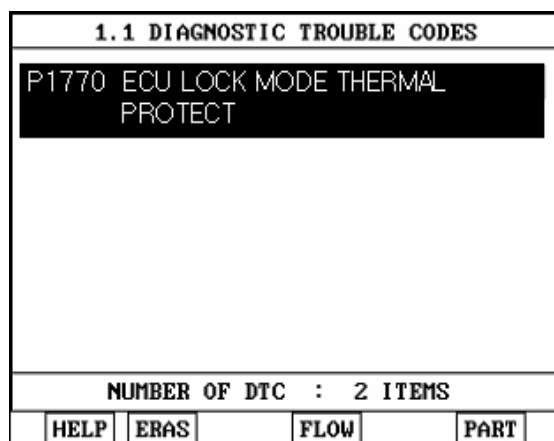 1.1 DIAGNOSTIC TROUBLE CODES
P1770 ECU LOCK MODE THERMAL
PROTECT
NUMBER OF DTC : 2 ITEMS
HELP ERAS FLOW PART